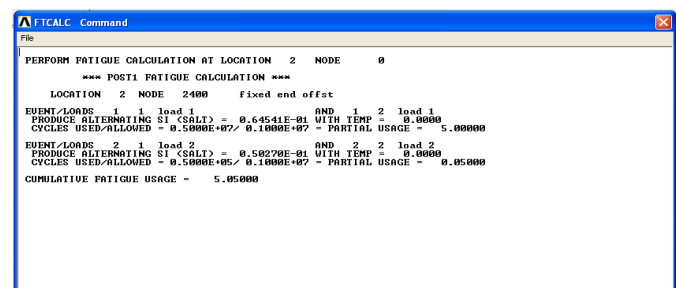 FTCALC Command
File
PERFORM FATIGUE CALCULATION AT LOCATION 2 NODE 0
*** POST1 FATIGUE CALCULATION ***
LOCATION 2 NODE 2400 fixed end offst
EVENT/LOADS 1 1 load 1 AND 1 2 load 1
PRODUCE ALTERNATING SI (SALT) = 0.64541E-01 WITH TEMP = 0.0000
CYCLES USED/ALLOWED = 0.5000E+07/ 0.1000E+07 = PARTIAL USAGE = 5.00000
EVENT/LOADS 2 1 load 2 AND 2 2 load 2
PRODUCE ALTERNATING SI (SALT) = 0.50270E-01 WITH TEMP = 0.0000
CYCLES USED/ALLOWED = 0.5000E+05/ 0.1000E+07 = PARTIAL USAGE = 0.05000
CUMULATIVE FATIGUE USAGE = 5.05000